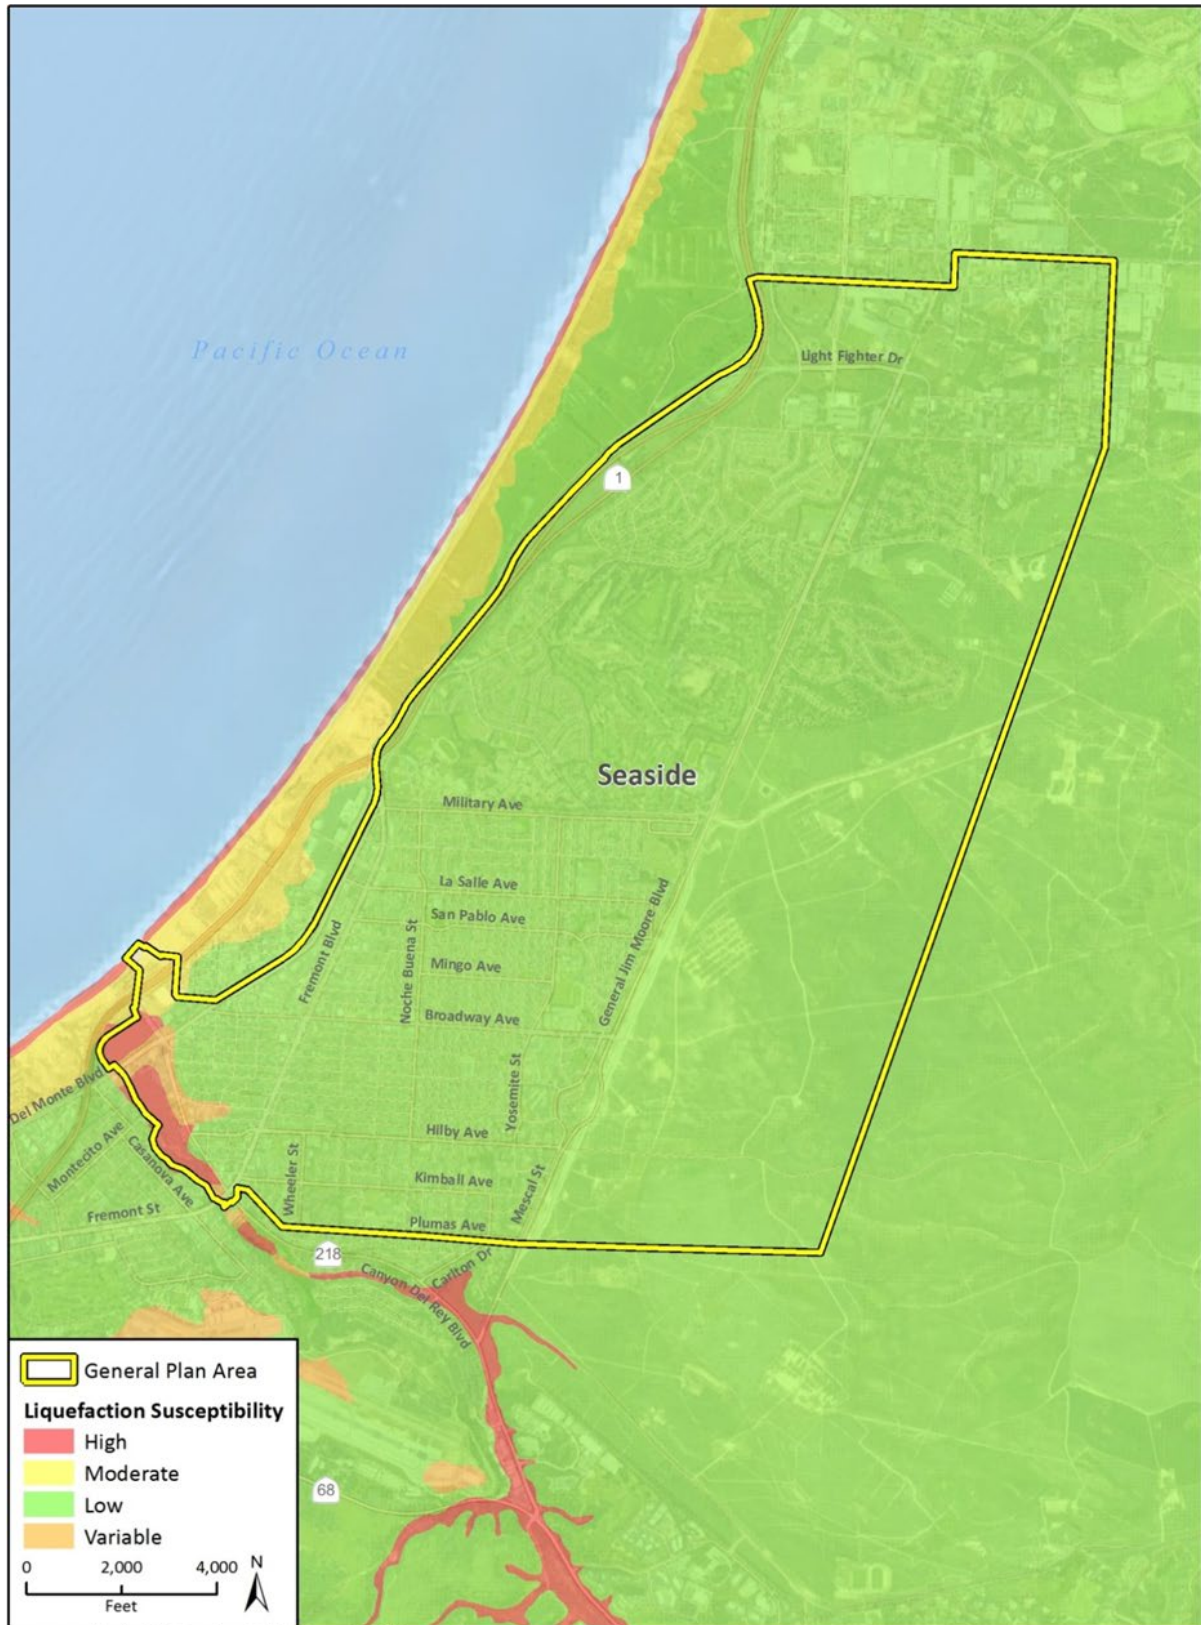 Pacific Ocean
Light Fighter Dr
1
Seaside
Military Ave
La Salle Ave
San Pablo Ave
Fremont Blvd
Noche Buena St
General Jim Moore Blvd
Mingo Ave
Broadway Ave
Yosemite St
Del Monte Blvd
Hilby Ave
Montecito Ave
Casanova Ave
Wheeler St
Kimball Ave
Mescal St
Fremont St
Plumas Ave
218
Carlton Dr
Canyon Del Rey Blvd
68
General Plan Area
Liquefaction Susceptibility
High
Moderate
Low
Variable
0 2,000 4,000
Feet
N